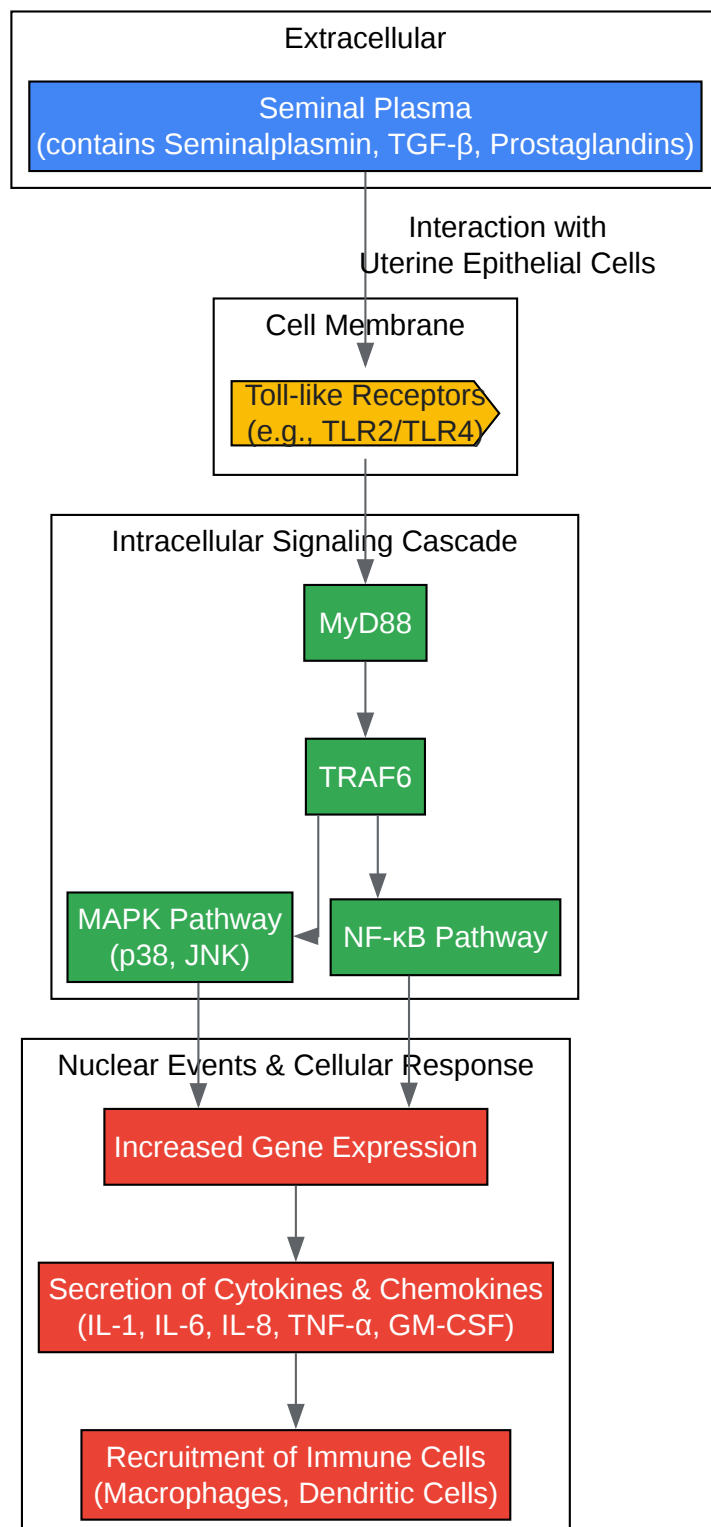 Extracellular
Seminal Plasma
(contains Seminalplasmin, TGF-β, Prostaglandins)
Interaction with
Uterine Epithelial Cells
Cell Membrane
Toll-like Receptors
(e.g., TLR2/TLR4)
Intracellular Signaling Cascade
MyD88
TRAF6
MAPK Pathway
(p38, JNK)
NF-κB Pathway
Nuclear Events & Cellular Response
Increased Gene Expression
Secretion of Cytokines & Chemokines
(IL-1, IL-6, IL-8, TNF-α, GM-CSF)
Recruitment of Immune Cells
(Macrophages, Dendritic Cells)